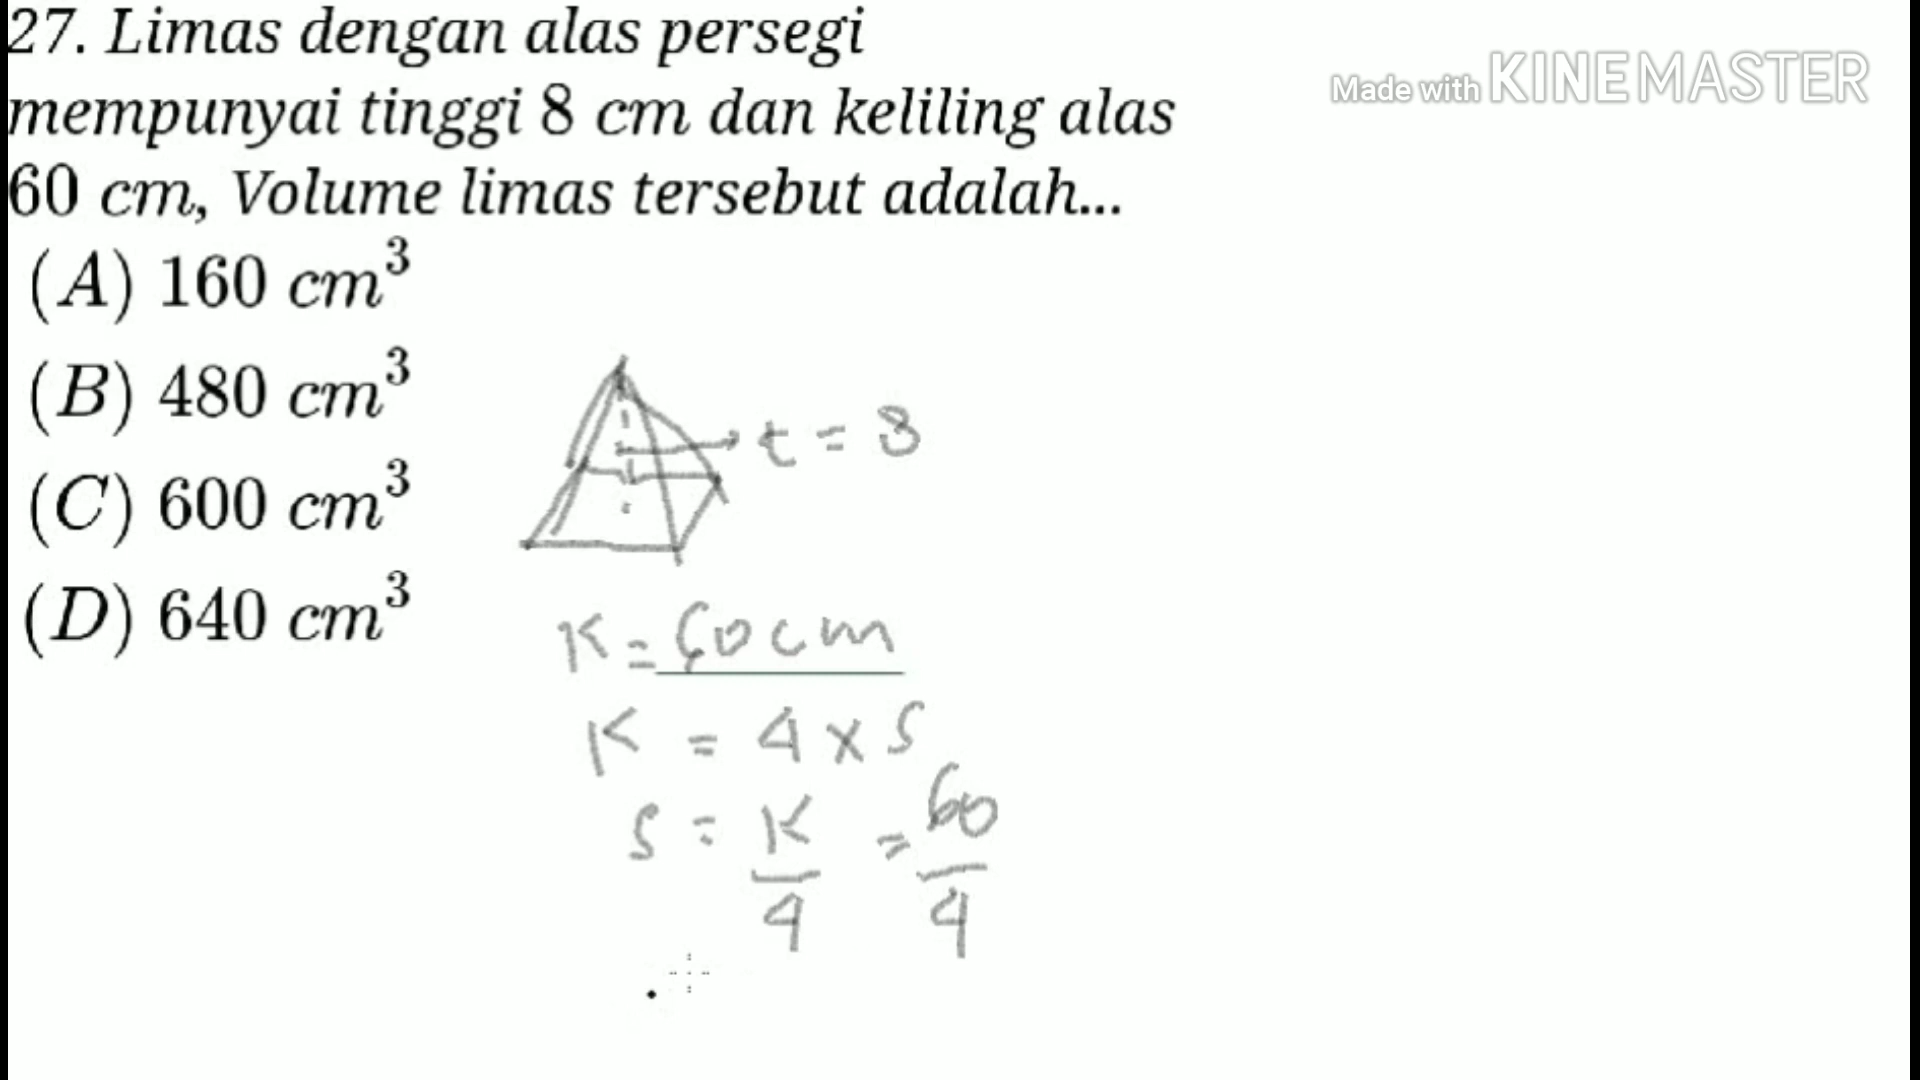 27. Limas dengan alas persegi
mempunyai tinggi 8 cm dan keliling alas
60 cm, Volume limas tersebut adalah...
(A) 160 cm³
(B) 480 cm³
(C) 600 cm³
(D) 640 cm³
Made with KINEMASTER
t = 8
K = 60 cm
K = 4 x s
s = K/4 = 60/4